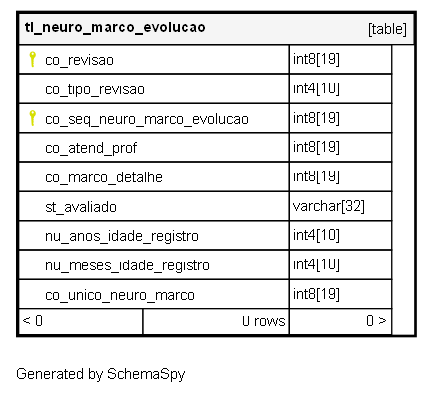 tl_neuro_marco_evolucao [table]
co_revisao int8[19]
co_tipo_revisao int4[10]
co_seq_neuro_marco_evolucao int8[19]
co_atend_prof int8[19]
co_marco_detalhe int8[19]
st_avaliado varchar[32]
nu_anos_idade_registro int4[10]
nu_meses_idade_registro int4[10]
co_unico_neuro_marco int8[19]
< 0 0 rows 0 >
Generated by SchemaSpy